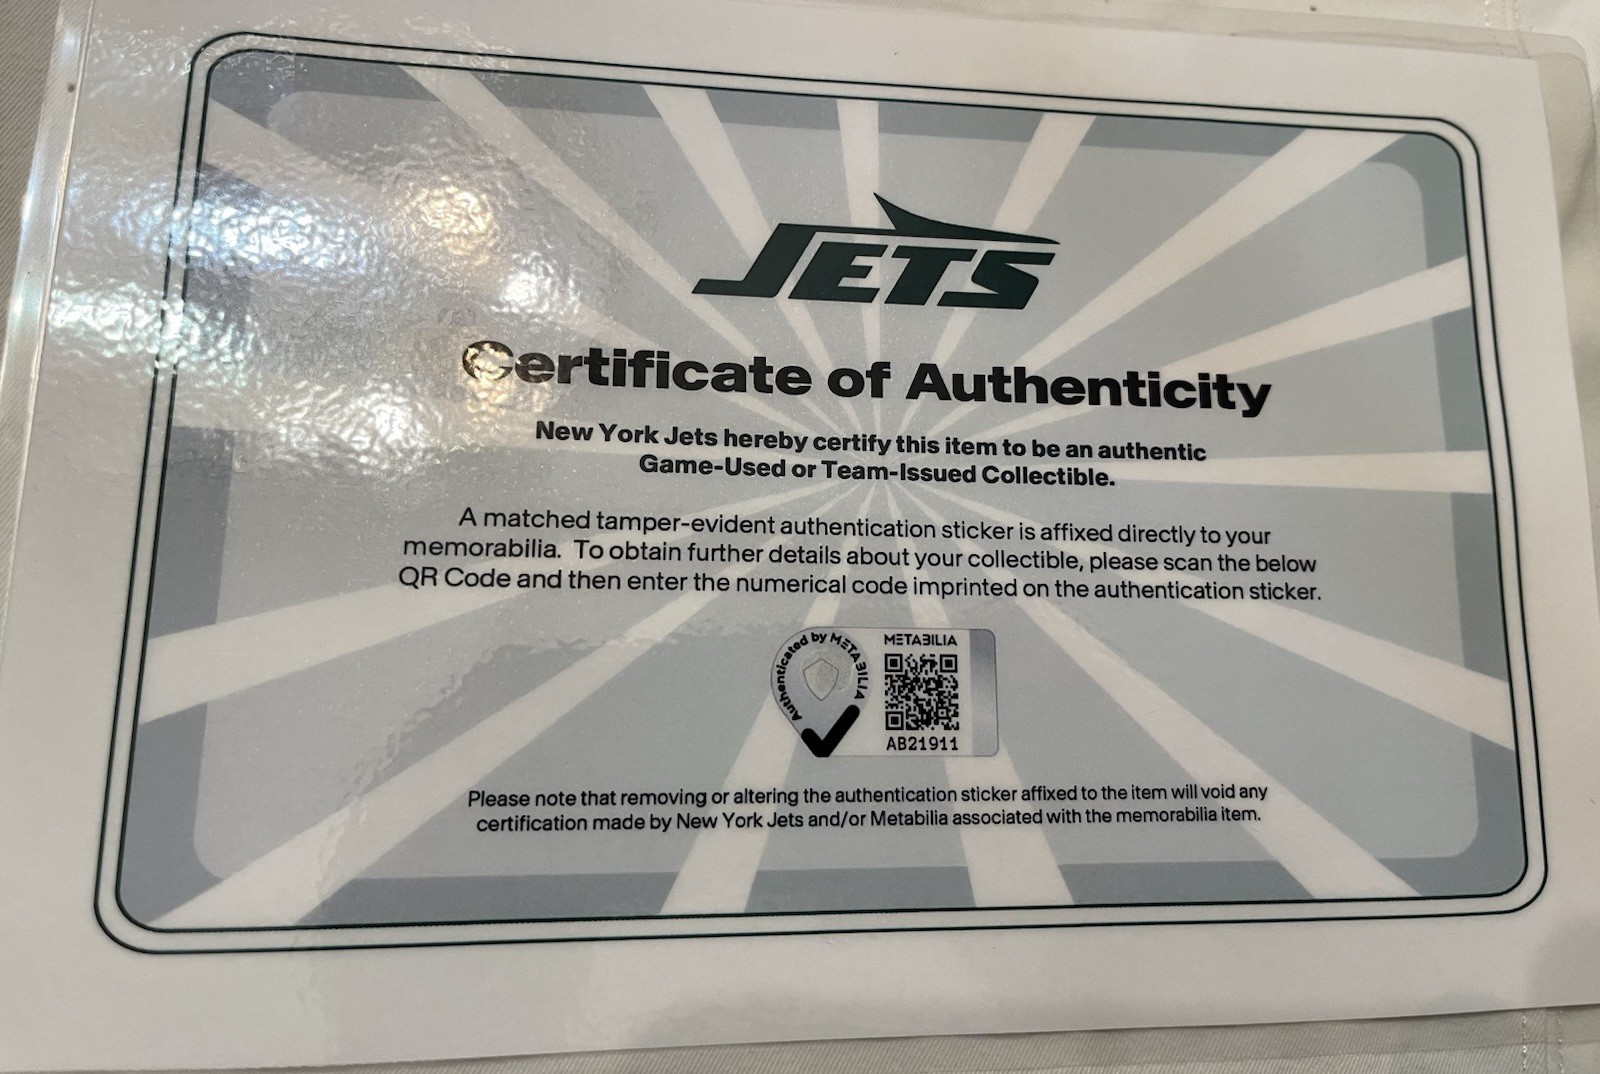 JETS
Certificate of Authenticity
New York Jets hereby certify this item to be an authentic
Game-Used or Team-Issued Collectible.
A matched tamper-evident authentication sticker is affixed directly to your
memorabilia. To obtain further details about your collectible, please scan the below
QR Code and then enter the numerical code imprinted on the authentication sticker.
Authenticated by METABILIA
METABILIA
AB21911
Please note that removing or altering the authentication sticker affixed to the item will void any
certification made by New York Jets and/or Metabilia associated with the memorabilia item.